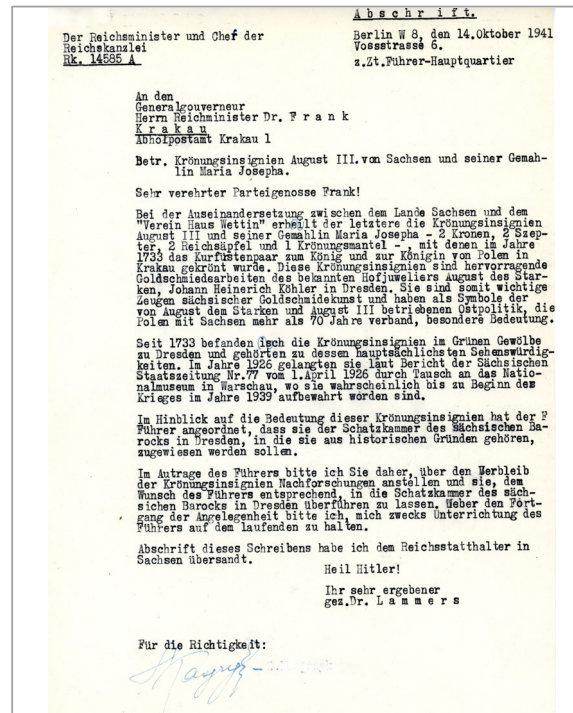 A b s c h r i f t.
Der Reichsminister und Chef der
Reichskanzlei
Rk. 14585 A
Berlin W 8, den 14.Oktober 1941
Vossstrasse 6.
z.Zt.Führer-Hauptquartier
An den
Generalgouverneur
Herrn Reichminister Dr. F r a n k
K r a k a u
Abholpostamt Krakau 1
Betr. Krönungsinsignien August III.von Sachsen und seiner Gemah-
lin Maria Josepha.
Sehr verehrter Parteigenosse Frank!
Bei der Auseinandersetzung zwischen dem Lande Sachsen und dem
"Verein Haus Wettin" erheilt der letztere die Krönungsinsignien
August III und seiner Gemahlin Maria Josepha - 2 Kronen, 2 Szep-
ter, 2 Reichsäpfel und 1 Krönungsmantel - , mit denen im Jahre
1733 das Kurfüstenpaar zum König und zur Königin von Polen in
Krakau gekrönt wurde. Diese Krönungsinsignien sind hervorragende
Goldschmiedearbeiten des bekannten Hofjuweliers August des Star-
ken, Johann Heinerich Köhler in Dresden. Sie sind somit wichtige
Zeugen sächsischer Goldschmidekunst und haben als Symbole der
von August dem Starken und August III betriebenen Ostpolitik, die
Polen mit Sachsen mehr als 70 Jahre verband, besondere Bedeutung.
Seit 1733 befanden isch die Krönungsinsignien im Grünen Gewölbe
zu Dresden und gehörten zu dessen hauptsächlichsten Sehenswürdig-
keiten. Im Jahre 1926 gelangten sie laut Bericht der Sächsischen
Staatszeitung Nr.77 vom 1.April 1926 durch Tausch an das Natio-
nalmuseum in Warschau, wo sie wahrscheinlich bis zu Beginn des
Krieges im Jahre 1939 aufbewahrt worden sind.
Im Hinblick auf die Bedeutung dieser Krönungsinsignien hat der F
Führer angeordnet, dass sie der Schatzkammer des sächsischen Ba-
rocks in Dresden, in die sie aus historischen Gründen gehören,
zugewiesen werden sollen.
Im Autrage des Führers bitte ich Sie daher, über den Verbleib
der Krönungsinsignien Nachforschungen anstellen und sie, dem
Wunsch des Führers entsprechend, in die Schatzkammer des säch-
sichen Barocks in Dresden überführen zu lassen. Ueber den Fort-
gang der Angelegenheit bitte ich, mich zwecks Unterrichtung des
Führers auf dem laufenden zu halten.
Abschrift dieses Schreibens habe ich dem Reichsstatthalter in
Sachsen übersandt.
Heil Hitler!
Ihr sehr ergebener
gez.Dr. L a m m e r s
Für die Richtigkeit: